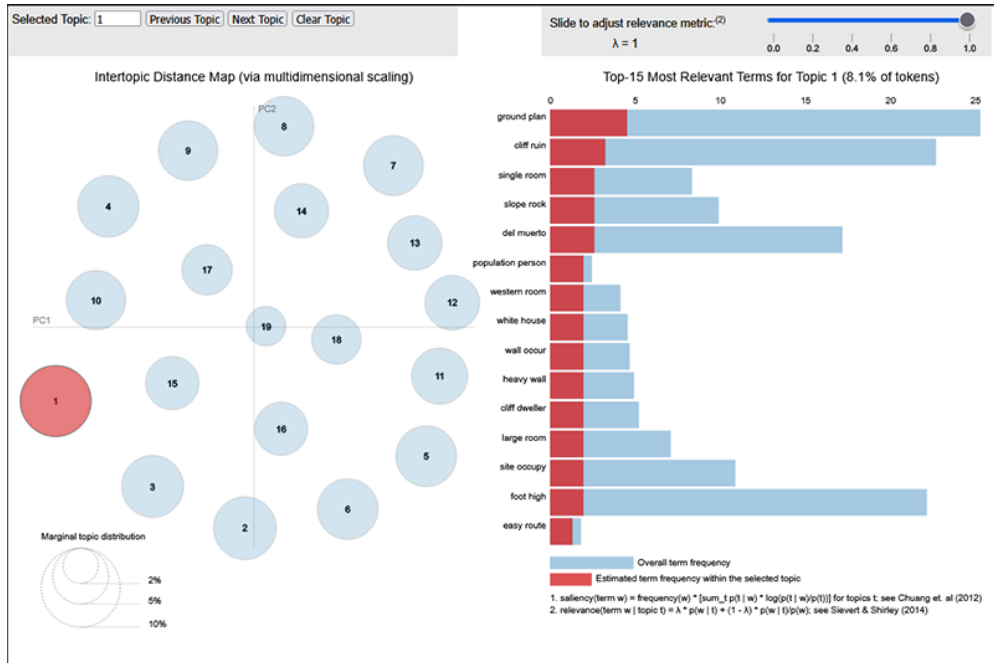 Selected Topic: 1 Previous Topic Next Topic Clear Topic
Slide to adjust relevance metric:(2)
λ = 1
0.0 0.2 0.4 0.6 0.8 1.0
Intertopic Distance Map (via multidimensional scaling)
PC2
8
9
7
4
14
13
17
10
12
PC1
19
18
11
15
1
16
5
3
6
2
Marginal topic distribution
2%
5%
10%
Top-15 Most Relevant Terms for Topic 1 (8.1% of tokens)
0 5 10 15 20 25
ground plan
cliff ruin
single room
slope rock
del muerto
population person
western room
white house
wall occur
heavy wall
cliff dweller
large room
site occupy
foot high
easy route
Overall term frequency
Estimated term frequency within the selected topic
1. saliency(term w) = frequency(w) * [sum_t p(t | w) * log(p(t | w)/p(t))] for topics t; see Chuang et. al (2012)
2. relevance(term w | topic t) = λ * p(w | t) + (1 - λ) * p(w | t)/p(w); see Sievert & Shirley (2014)